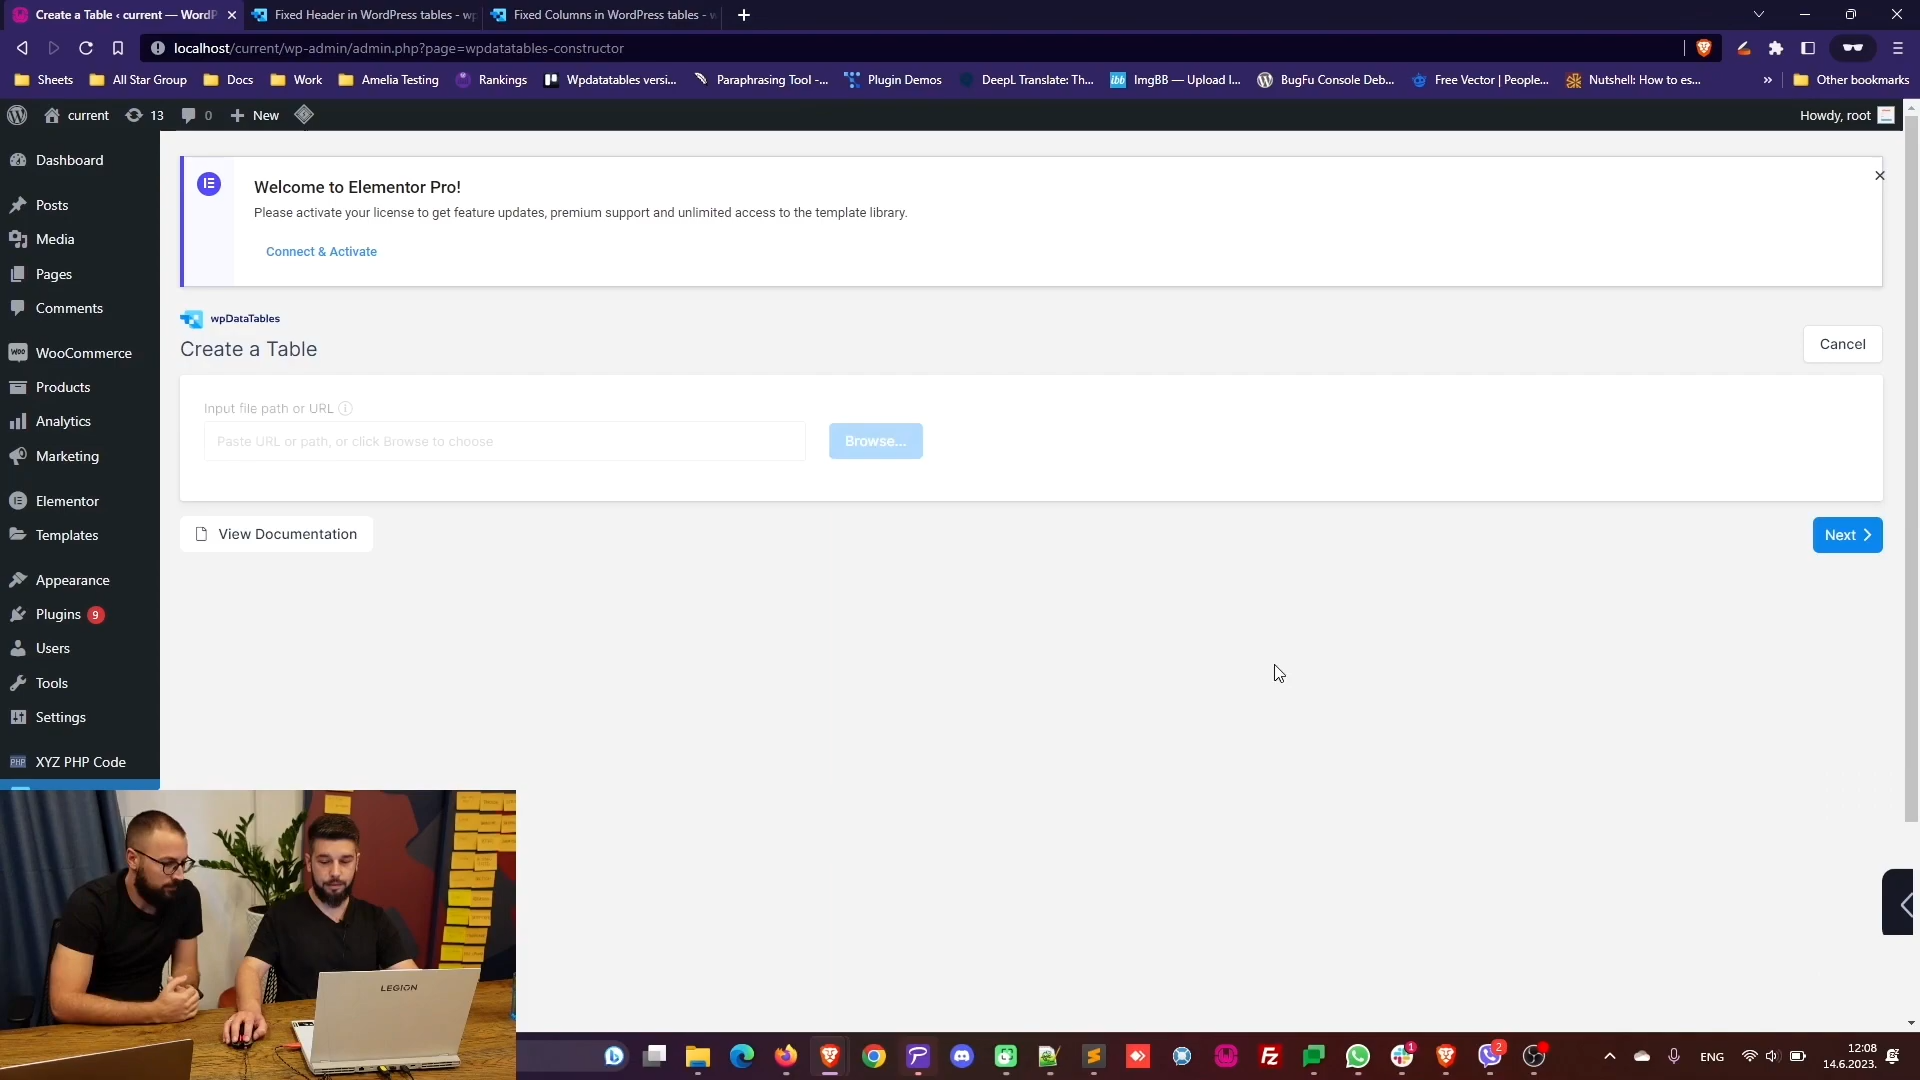 Create a Table ‹ current — WordP
Fixed Header in WordPress tables - wp
Fixed Columns in WordPress tables - w
localhost/current/wp-admin/admin.php?page=wpdatatables-constructor
Sheets
All Star Group
Docs
Work
Amelia Testing
Rankings
Wpdatatables versi...
Paraphrasing Tool -...
Plugin Demos
DeepL Translate: Th...
ImgBB — Upload I...
BugFu Console Deb...
Free Vector | People...
Nutshell: How to es...
»
Other bookmarks
current
13
0
New
Howdy, root
Dashboard
Posts
Media
Pages
Comments
WooCommerce
Products
Analytics
Marketing
Elementor
Templates
Appearance
Plugins 9
Users
Tools
Settings
PHP XYZ PHP Code
Welcome to Elementor Pro!
Please activate your license to get feature updates, premium support and unlimited access to the template library.
Connect & Activate
wpDataTables
Create a Table
Cancel
Input file path or URL
Paste URL or path, or click Browse to choose
Browse...
View Documentation
Next
LEGION
1
2
ENG
12:08
14.6.2023.